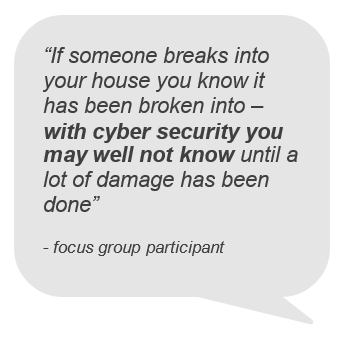 “If someone breaks into
your house you know it
has been broken into –
with cyber security you
may well not know until a
lot of damage has been
done”
- focus group participant